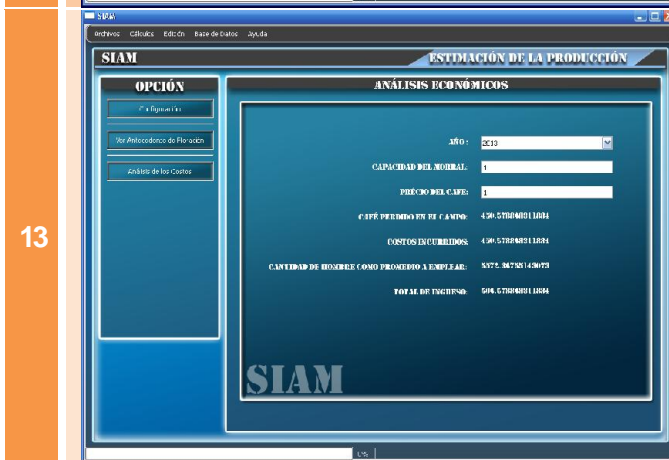 SIAM
Archivos Cálculos Edición Base de Datos Ayuda
SIAM
ESTIMACIÓN DE LA PRODUCCIÓN
OPCIÓN
Configuración
Ver Antecedentes de Floración
Análisis de los Costos
ANÁLISIS ECONÓMICOS
AÑO: 2013
CAPACIDAD DEL MORRAL: 1
PRÉCIO DEL CAFE: 1
CAFÉ PERDIDO EN EL CAMPO:
COSTOS INCURRIDOS:
CANTIDAD DE HOMBRE COMO PROMEDIO A EMPLEAR:
TOTAL DE INGRESO:
SIAM
13